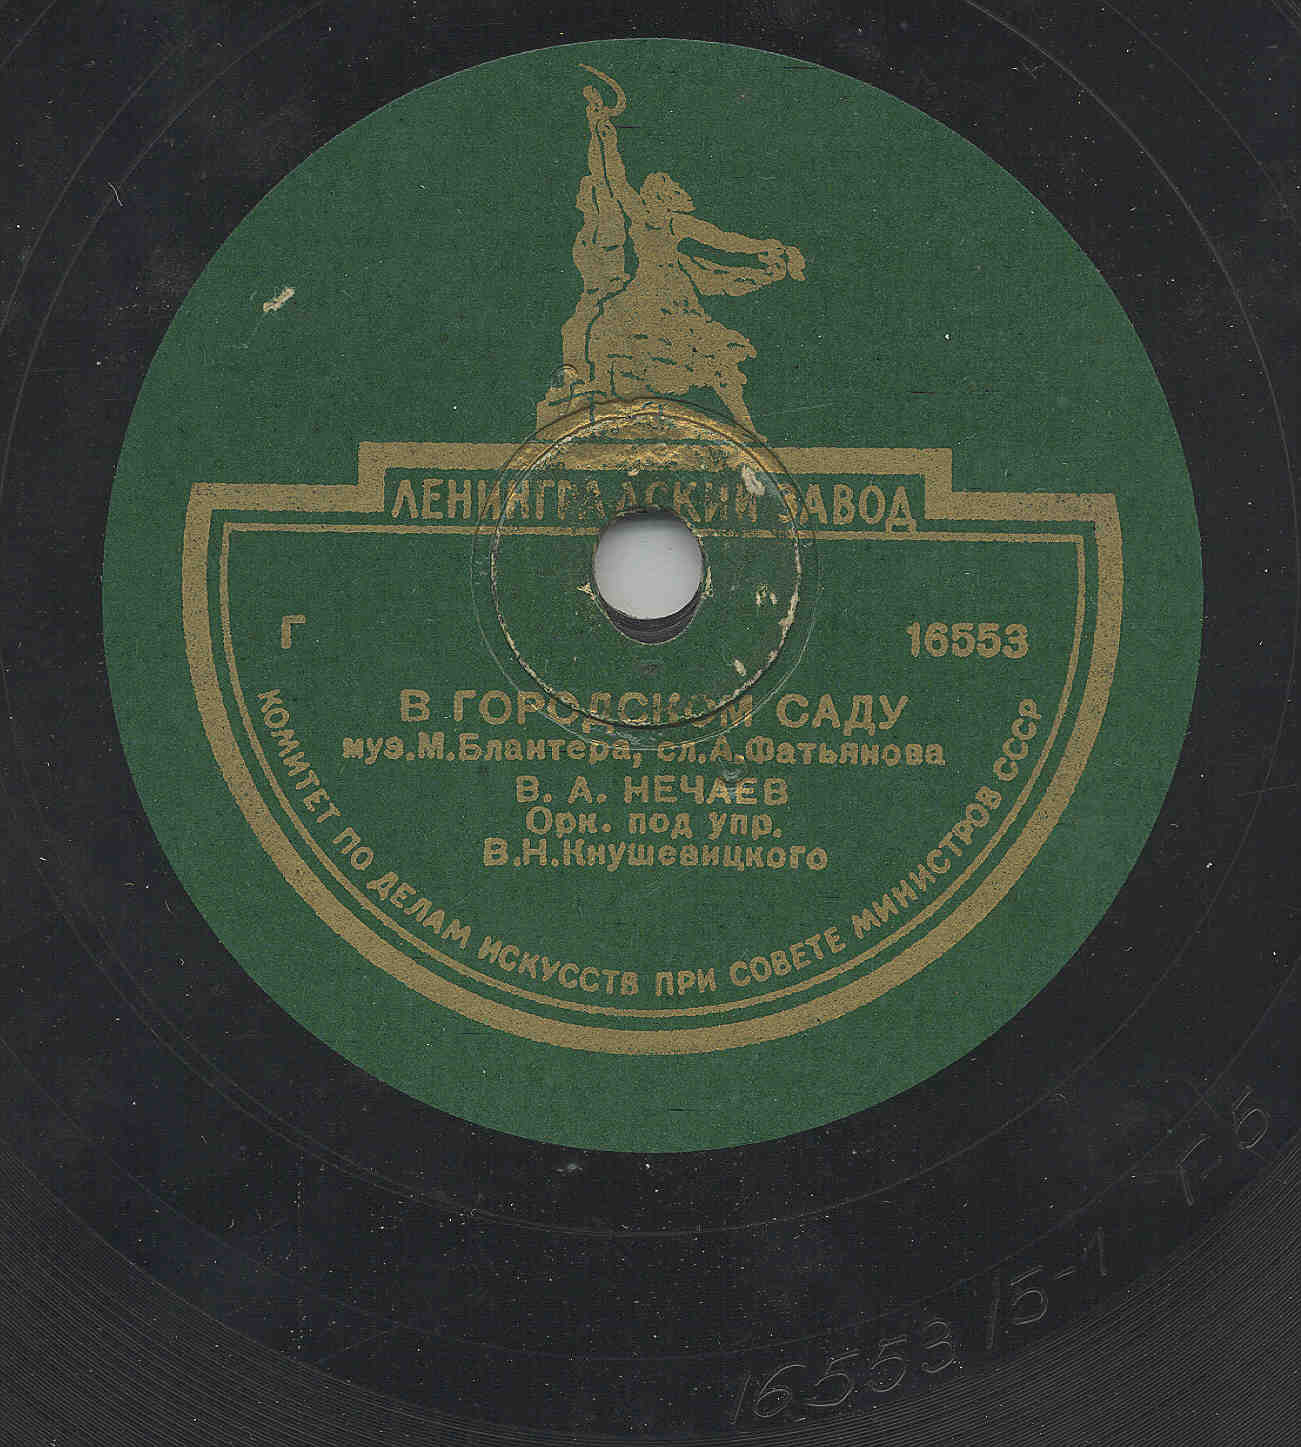 ЛЕНИНГРАДСКИЙ ЗАВОД
Г 16553
В ГОРОДСКОМ САДУ
муз.М.Блантера, сл.А.Фатьянова
В. А. НЕЧАЕВ
Орк. под упр.
В.Н.Кнушевицкого
КОМИТЕТ ПО ДЕЛАМ ИСКУССТВ ПРИ СОВЕТЕ МИНИСТРОВ СССР
16553 /5-1 Г-5